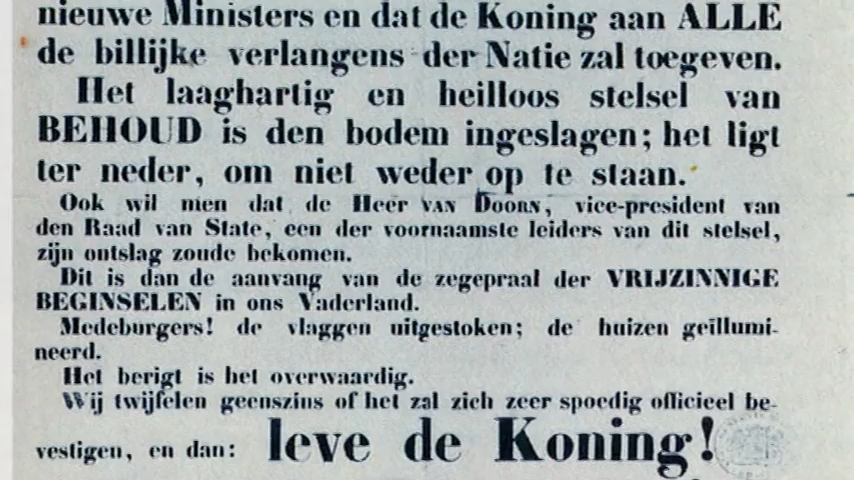 nieuwe Ministers en dat de Koning aan ALLE
de billijke verlangens der Natie zal toegeven.
Het laaghartig en heilloos stelsel van
BEHOUD is den bodem ingeslagen; het ligt
ter neder, om niet weder op te staan.
Ook wil men dat de Heer VAN DOORN, vice-president van
den Raad van State, een der voornaamste leiders van dit stelsel,
zijn ontslag zoude bekomen.
Dit is dan de aanvang van de zegepraal der VRIJZINNIGE
BEGINSELEN in ons Vaderland.
Medeburgers! de vlaggen uitgestoken; de huizen geïllumi-
neerd.
Het berigt is het overwaardig.
Wij twijfelen geenszins of het zal zich zeer spoedig officieel be-
vestigen, en dan: leve de Koning!